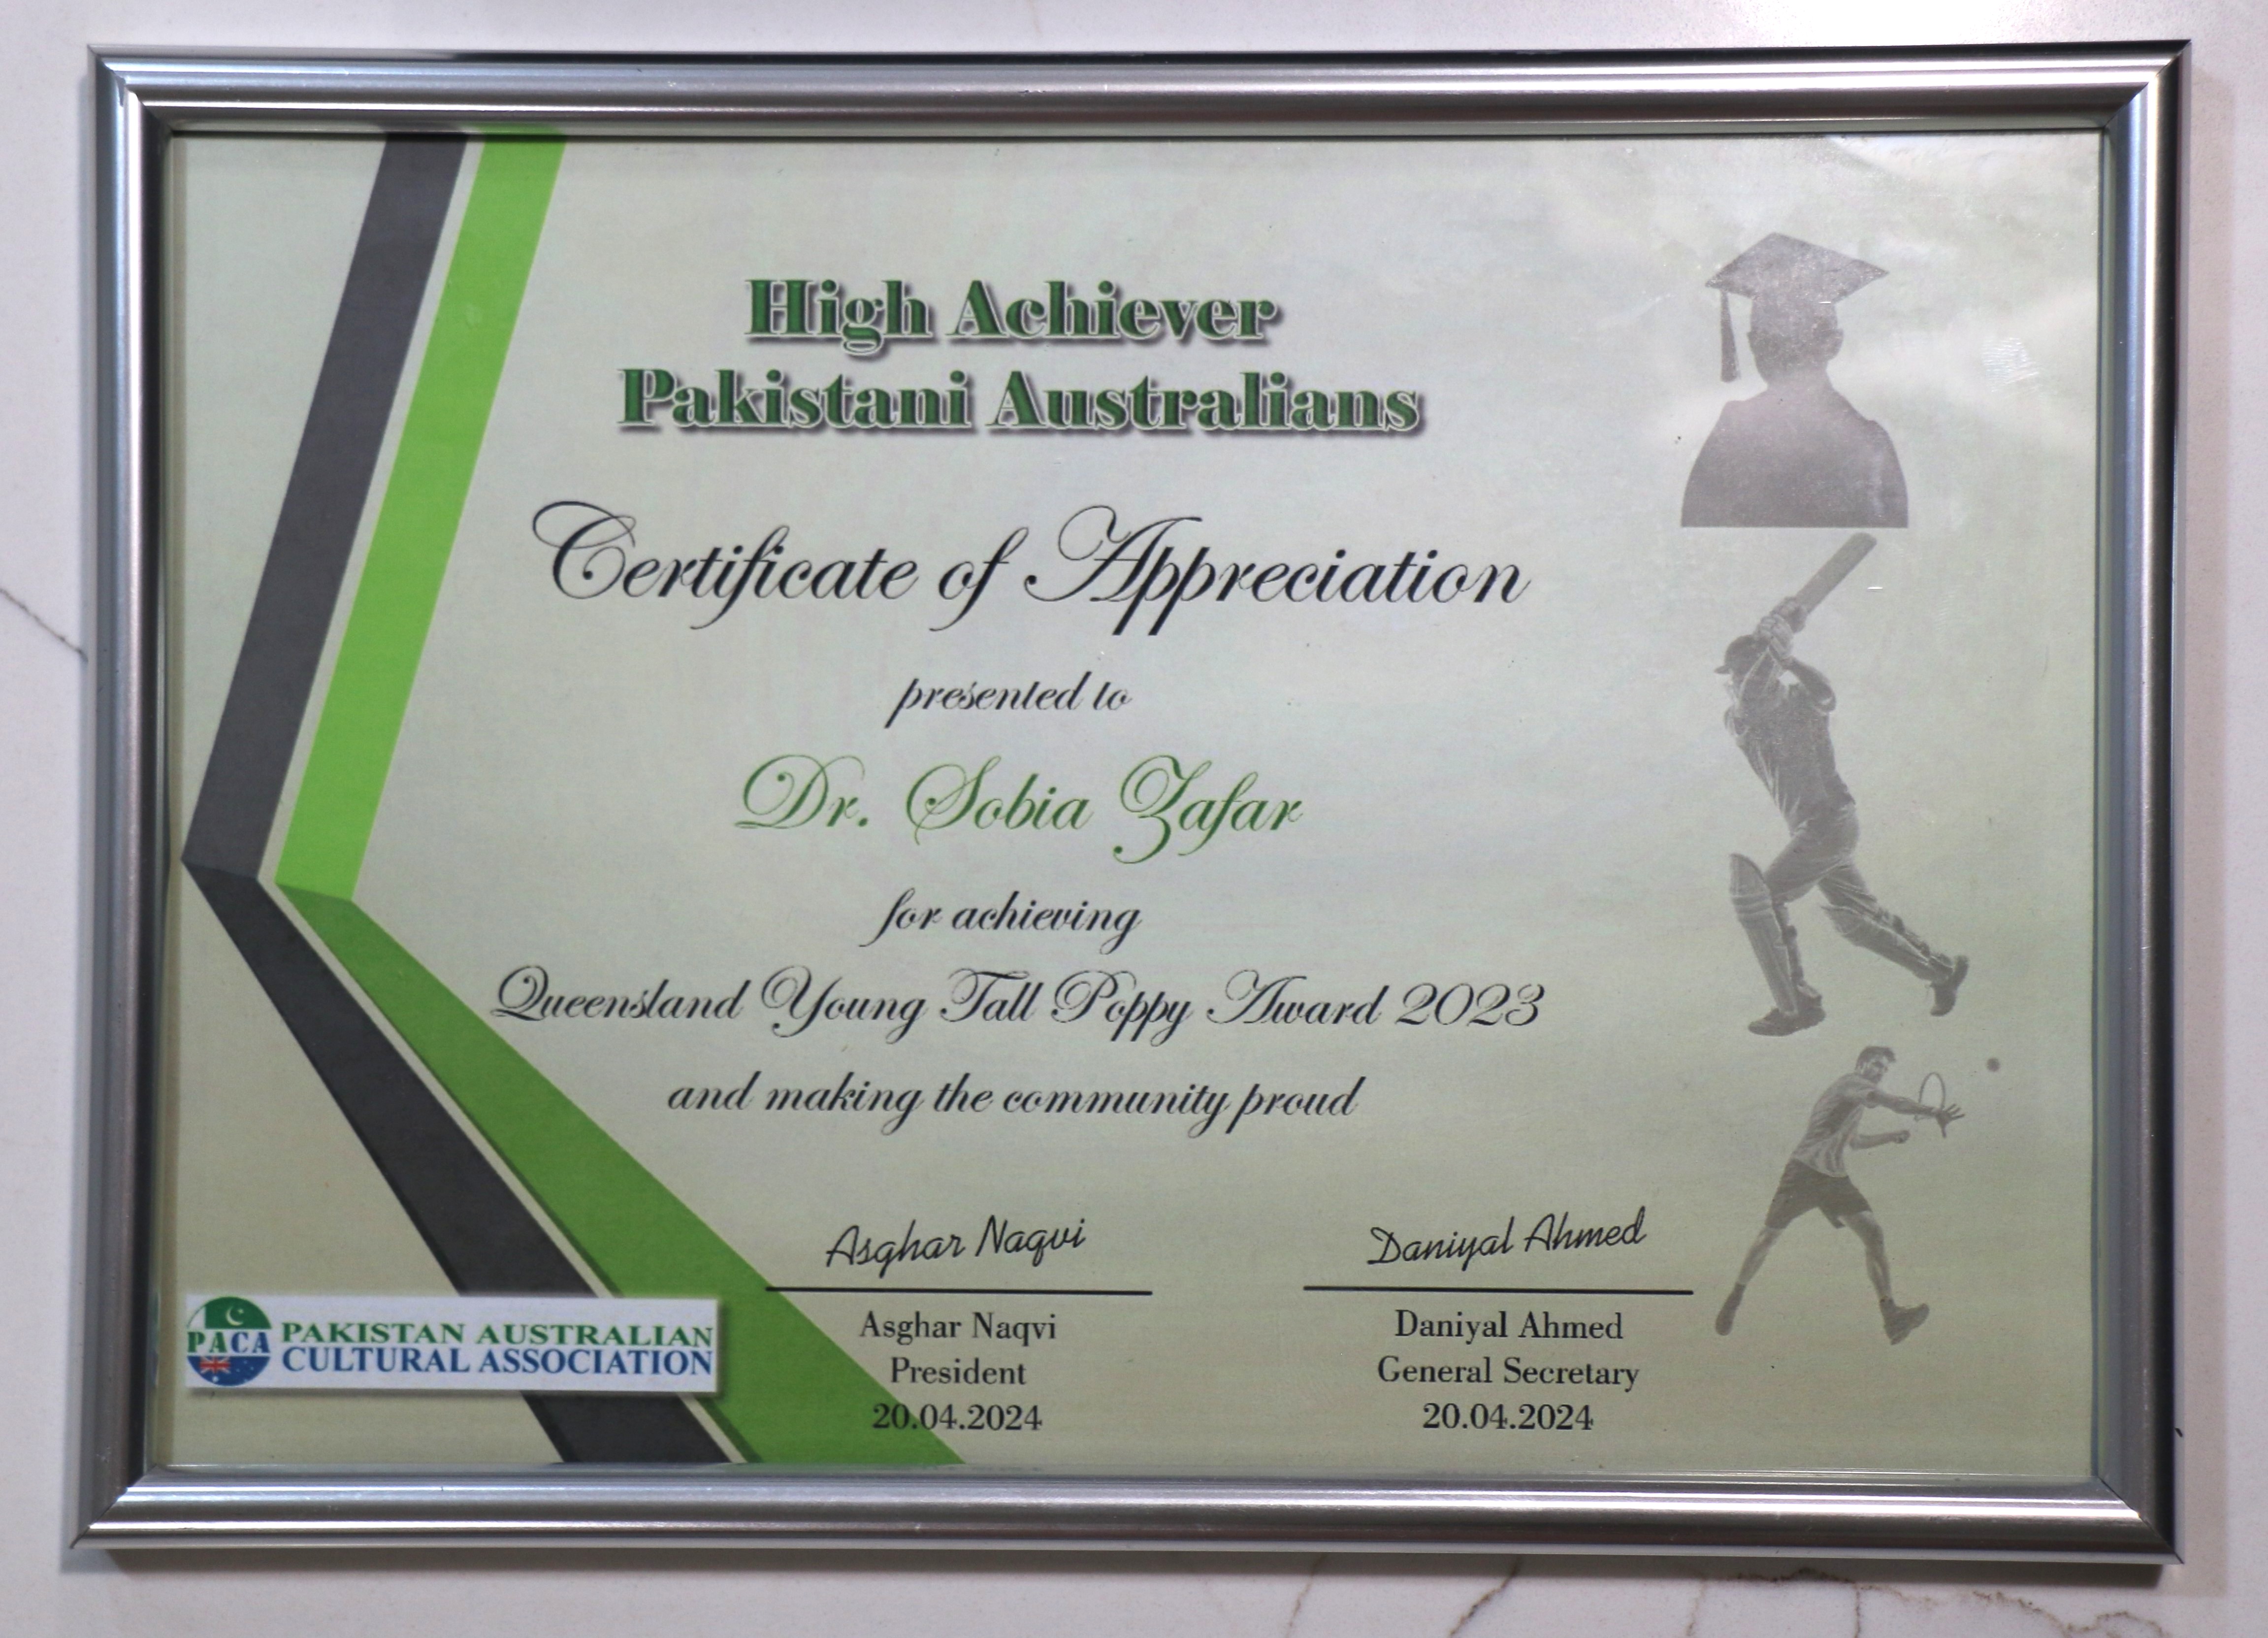 High Achiever
Pakistani Australians
Certificate of Appreciation
presented to
Dr. Sobia Zafar
for achieving
Queensland Young Tall Poppy Award 2023
and making the community proud
Asghar Naqvi
Daniyal Ahmed
Asghar Naqvi
President
20.04.2024
Daniyal Ahmed
General Secretary
20.04.2024
PACA
PAKISTAN AUSTRALIAN
CULTURAL ASSOCIATION